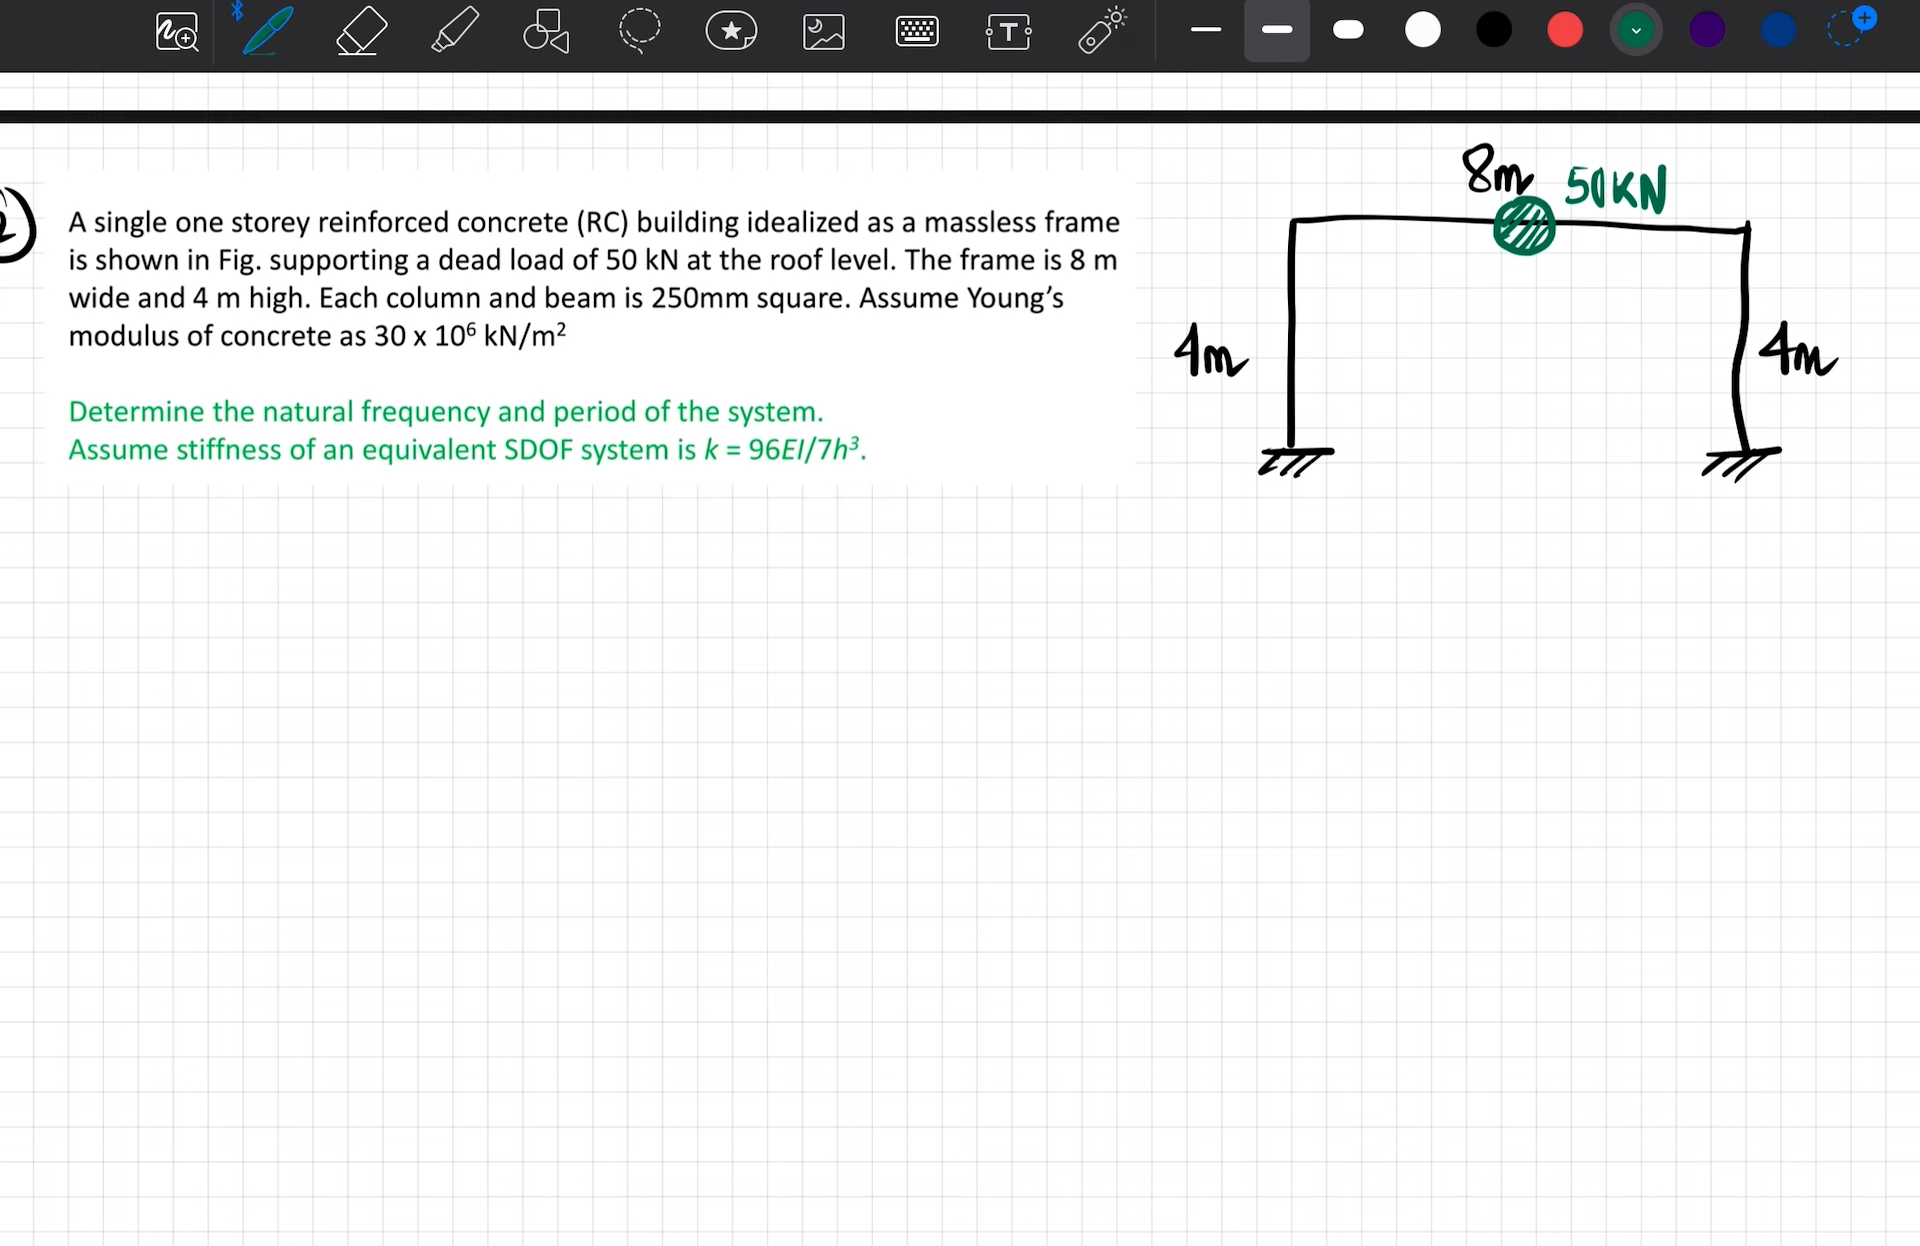 8m 50KN
A single one storey reinforced concrete (RC) building idealized as a massless frame
is shown in Fig. supporting a dead load of 50 kN at the roof level. The frame is 8 m
wide and 4 m high. Each column and beam is 250mm square. Assume Young's
modulus of concrete as 30 x 10⁶ kN/m²
4m 4m
Determine the natural frequency and period of the system.
Assume stiffness of an equivalent SDOF system is k = 96EI/7h³.